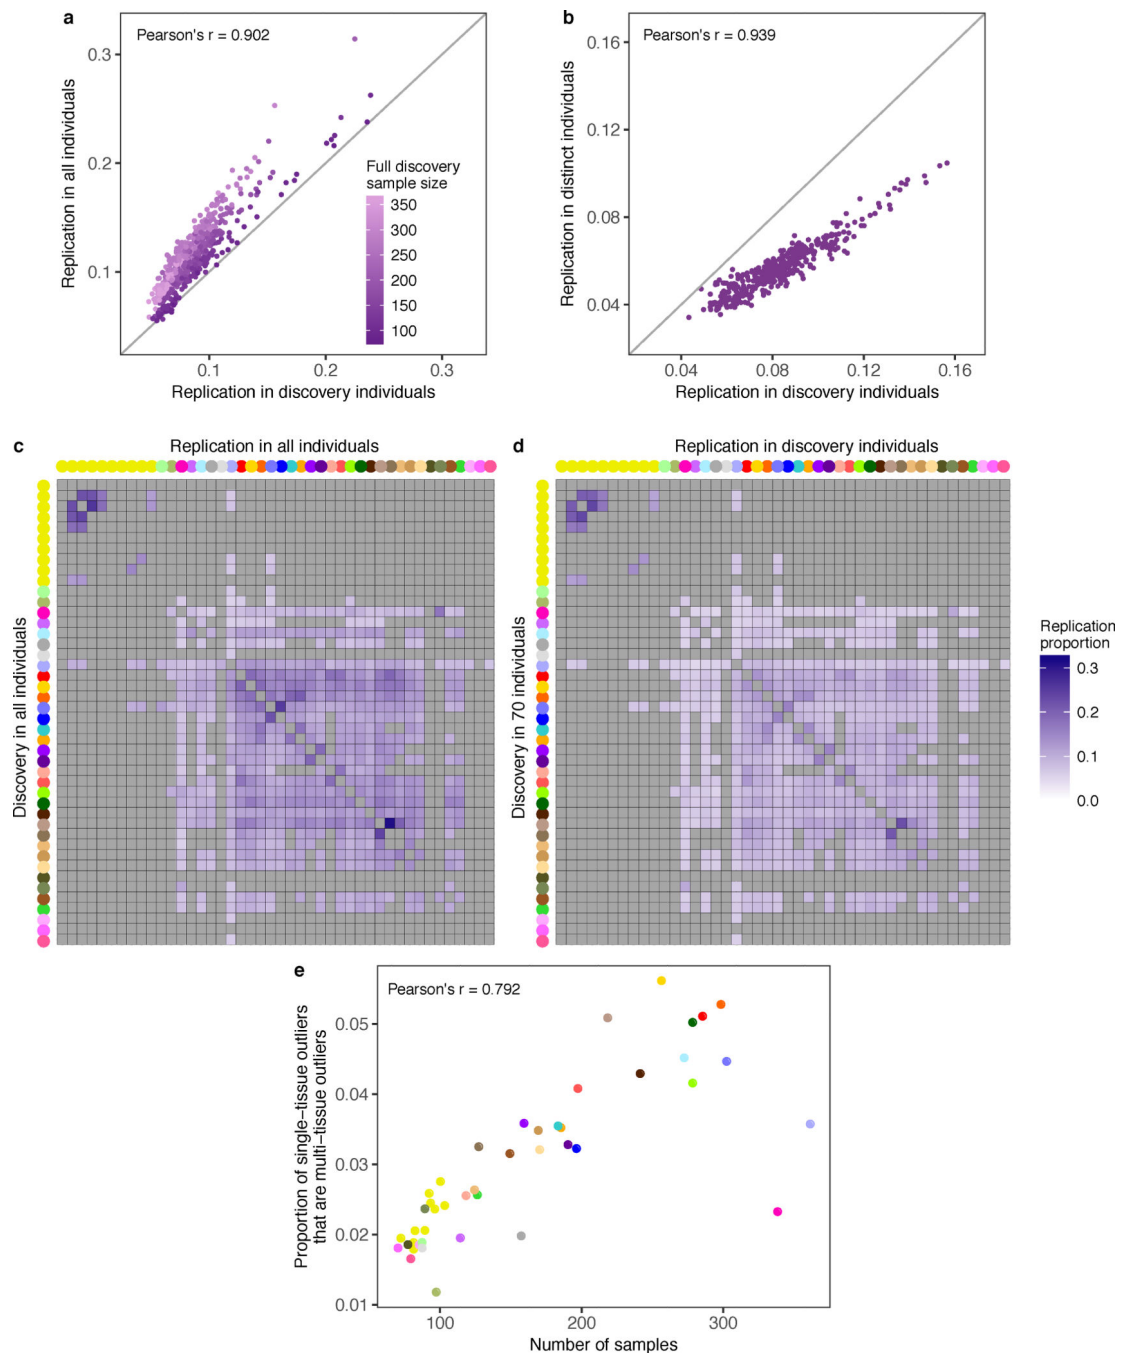 a
Pearson's r = 0.902
0.3
0.2
0.1
Replication in all individuals
Full discovery
sample size
350
300
250
200
150
100
0.1 0.2 0.3
Replication in discovery individuals
b
Pearson's r = 0.939
0.16
0.12
0.08
0.04
Replication in distinct individuals
0.04 0.08 0.12 0.16
Replication in discovery individuals
c
Replication in all individuals
Discovery in all individuals
d
Replication in discovery individuals
Discovery in 70 individuals
Replication
proportion
0.3
0.2
0.1
0.0
e
Pearson's r = 0.792
0.05
0.04
0.03
0.02
0.01
Proportion of single−tissue outliers
that are multi−tissue outliers
100 200 300
Number of samples